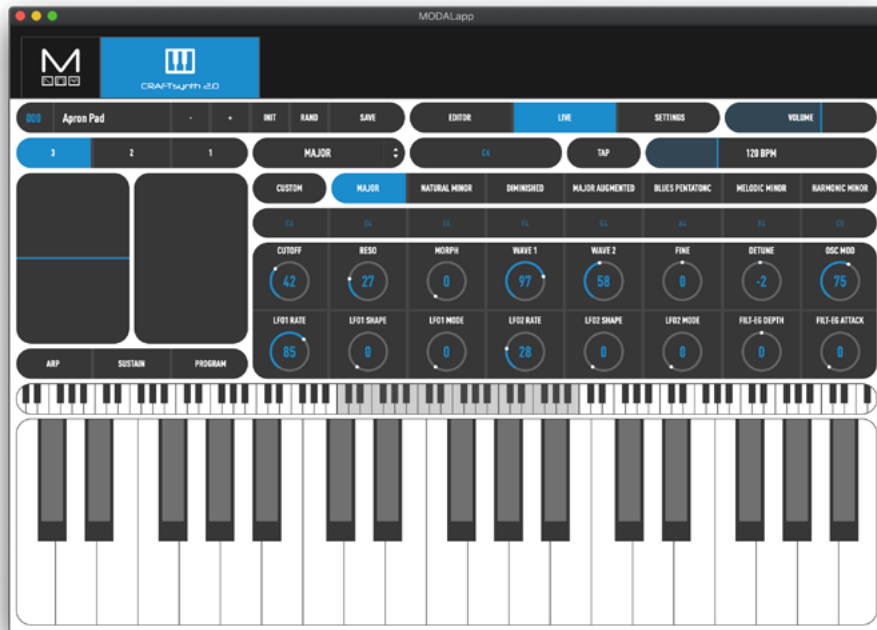 MODALapp
M
CRAFTsynth 2.0
000 Apron Pad - + INIT RAND SAVE EDITOR LIVE SETTINGS VOLUME
3 2 1 MAJOR C4 TAP 120 BPM
CUSTOM MAJOR NATURAL MINOR DIMINISHED MAJOR AUGMENTED BLUES PENTATONC MELODIC MINOR HARMONIC MINOR
C4 D4 E4 F4 G4 A4 B4 C5
CUTOFF RESO MORPH WAVE 1 WAVE 2 FINE DETUNE OSC MOD
42 27 0 97 58 0 -2 75
LFO1 RATE LFO1 SHAPE LFO1 MODE LFO2 RATE LFO2 SHAPE LFO2 MODE FILT-EG DEPTH FILT-EG ATTACK
85 0 0 28 0 0 0 0
ARP SUSTAIN PROGRAM